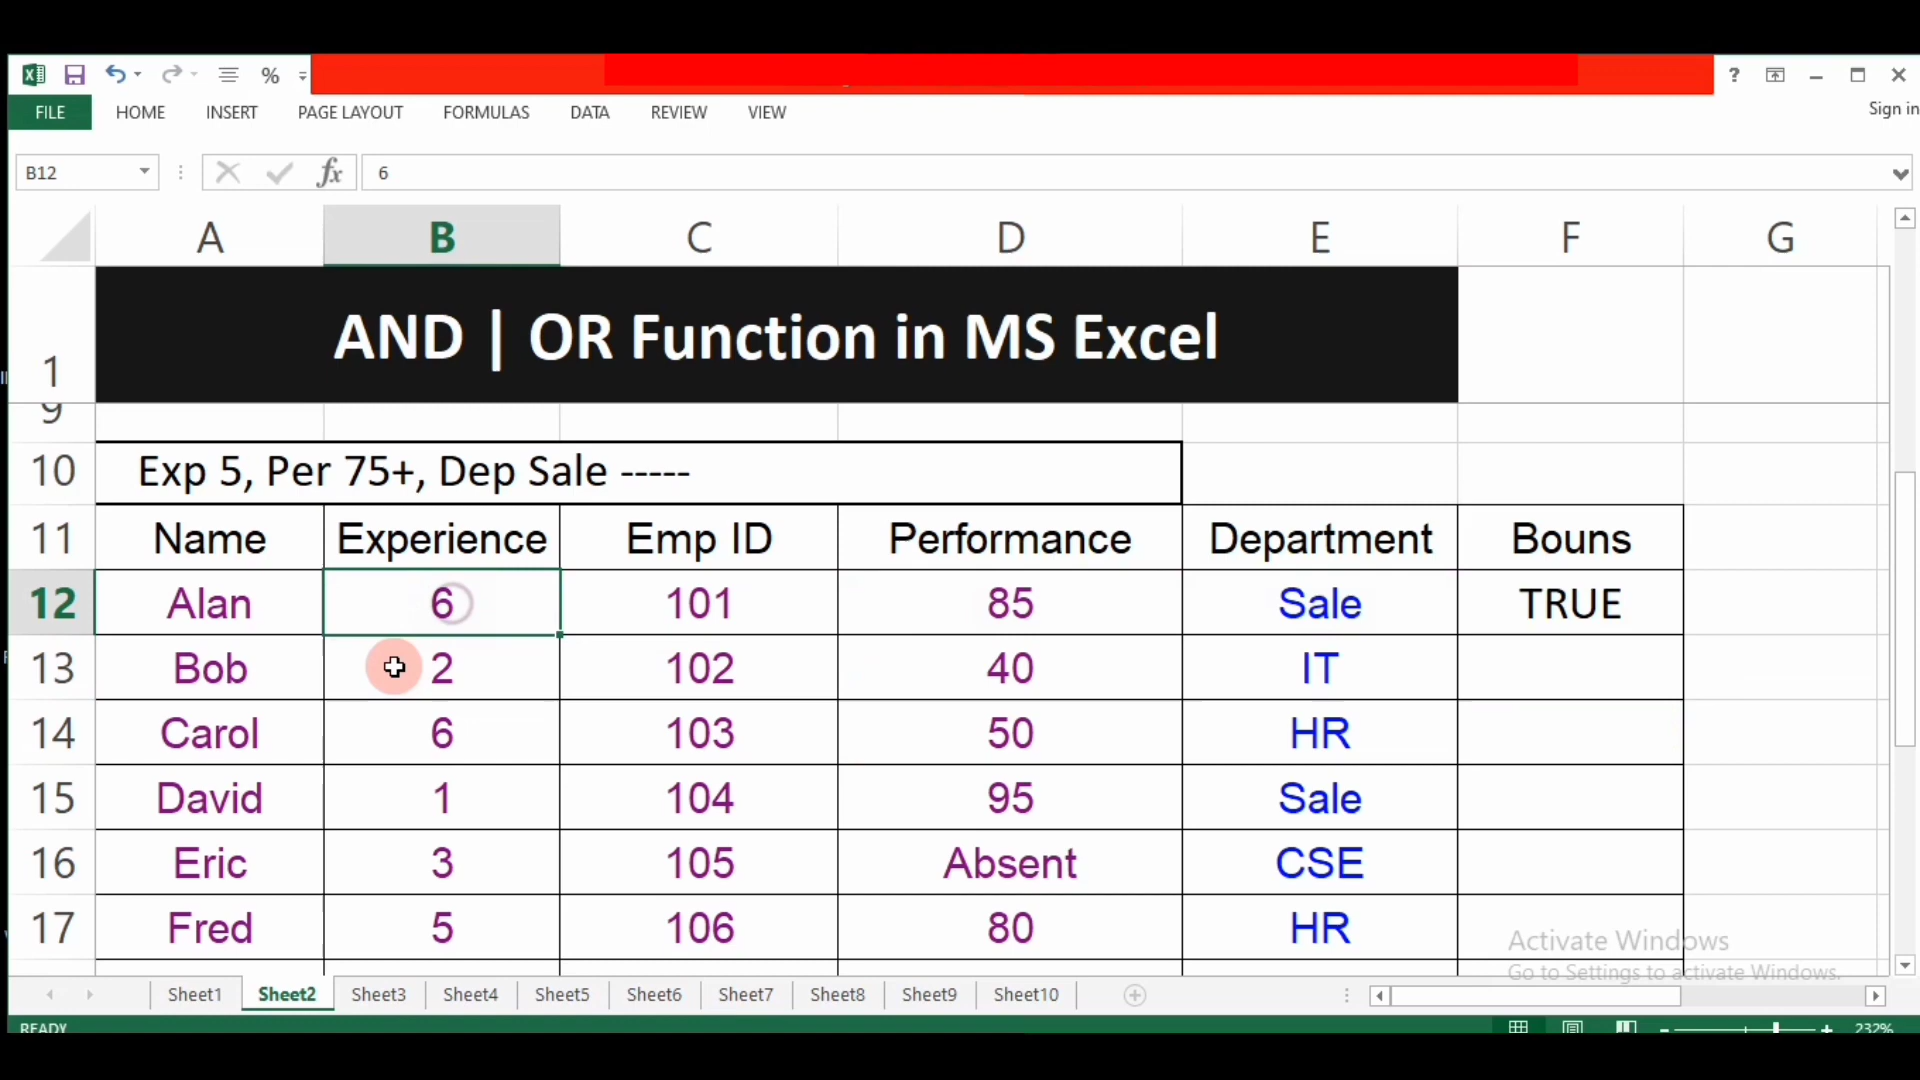 %
?
FILE HOME INSERT PAGE LAYOUT FORMULAS DATA REVIEW VIEW
Sign in
B12
fx
6
A B C D E F G
1 AND | OR Function in MS Excel
9
10 Exp 5, Per 75+, Dep Sale -----
11 Name Experience Emp ID Performance Department Bouns
12 Alan 6 101 85 Sale TRUE
13 Bob 2 102 40 IT
14 Carol 6 103 50 HR
15 David 1 104 95 Sale
16 Eric 3 105 Absent CSE
17 Fred 5 106 80 HR
Activate Windows
Go to Settings to activate Windows.
Sheet1 Sheet2 Sheet3 Sheet4 Sheet5 Sheet6 Sheet7 Sheet8 Sheet9 Sheet10
READY
232%